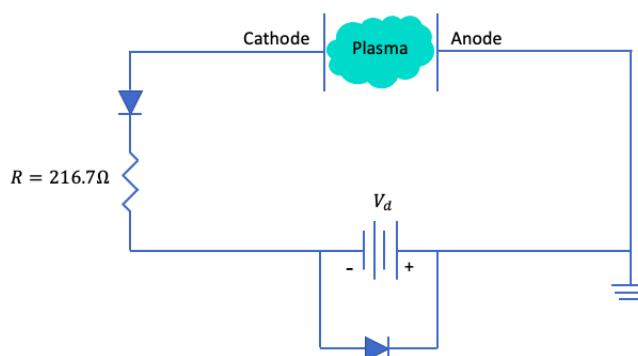 Cathode
Plasma
Anode
R = 216.7Ω
V_d
- +